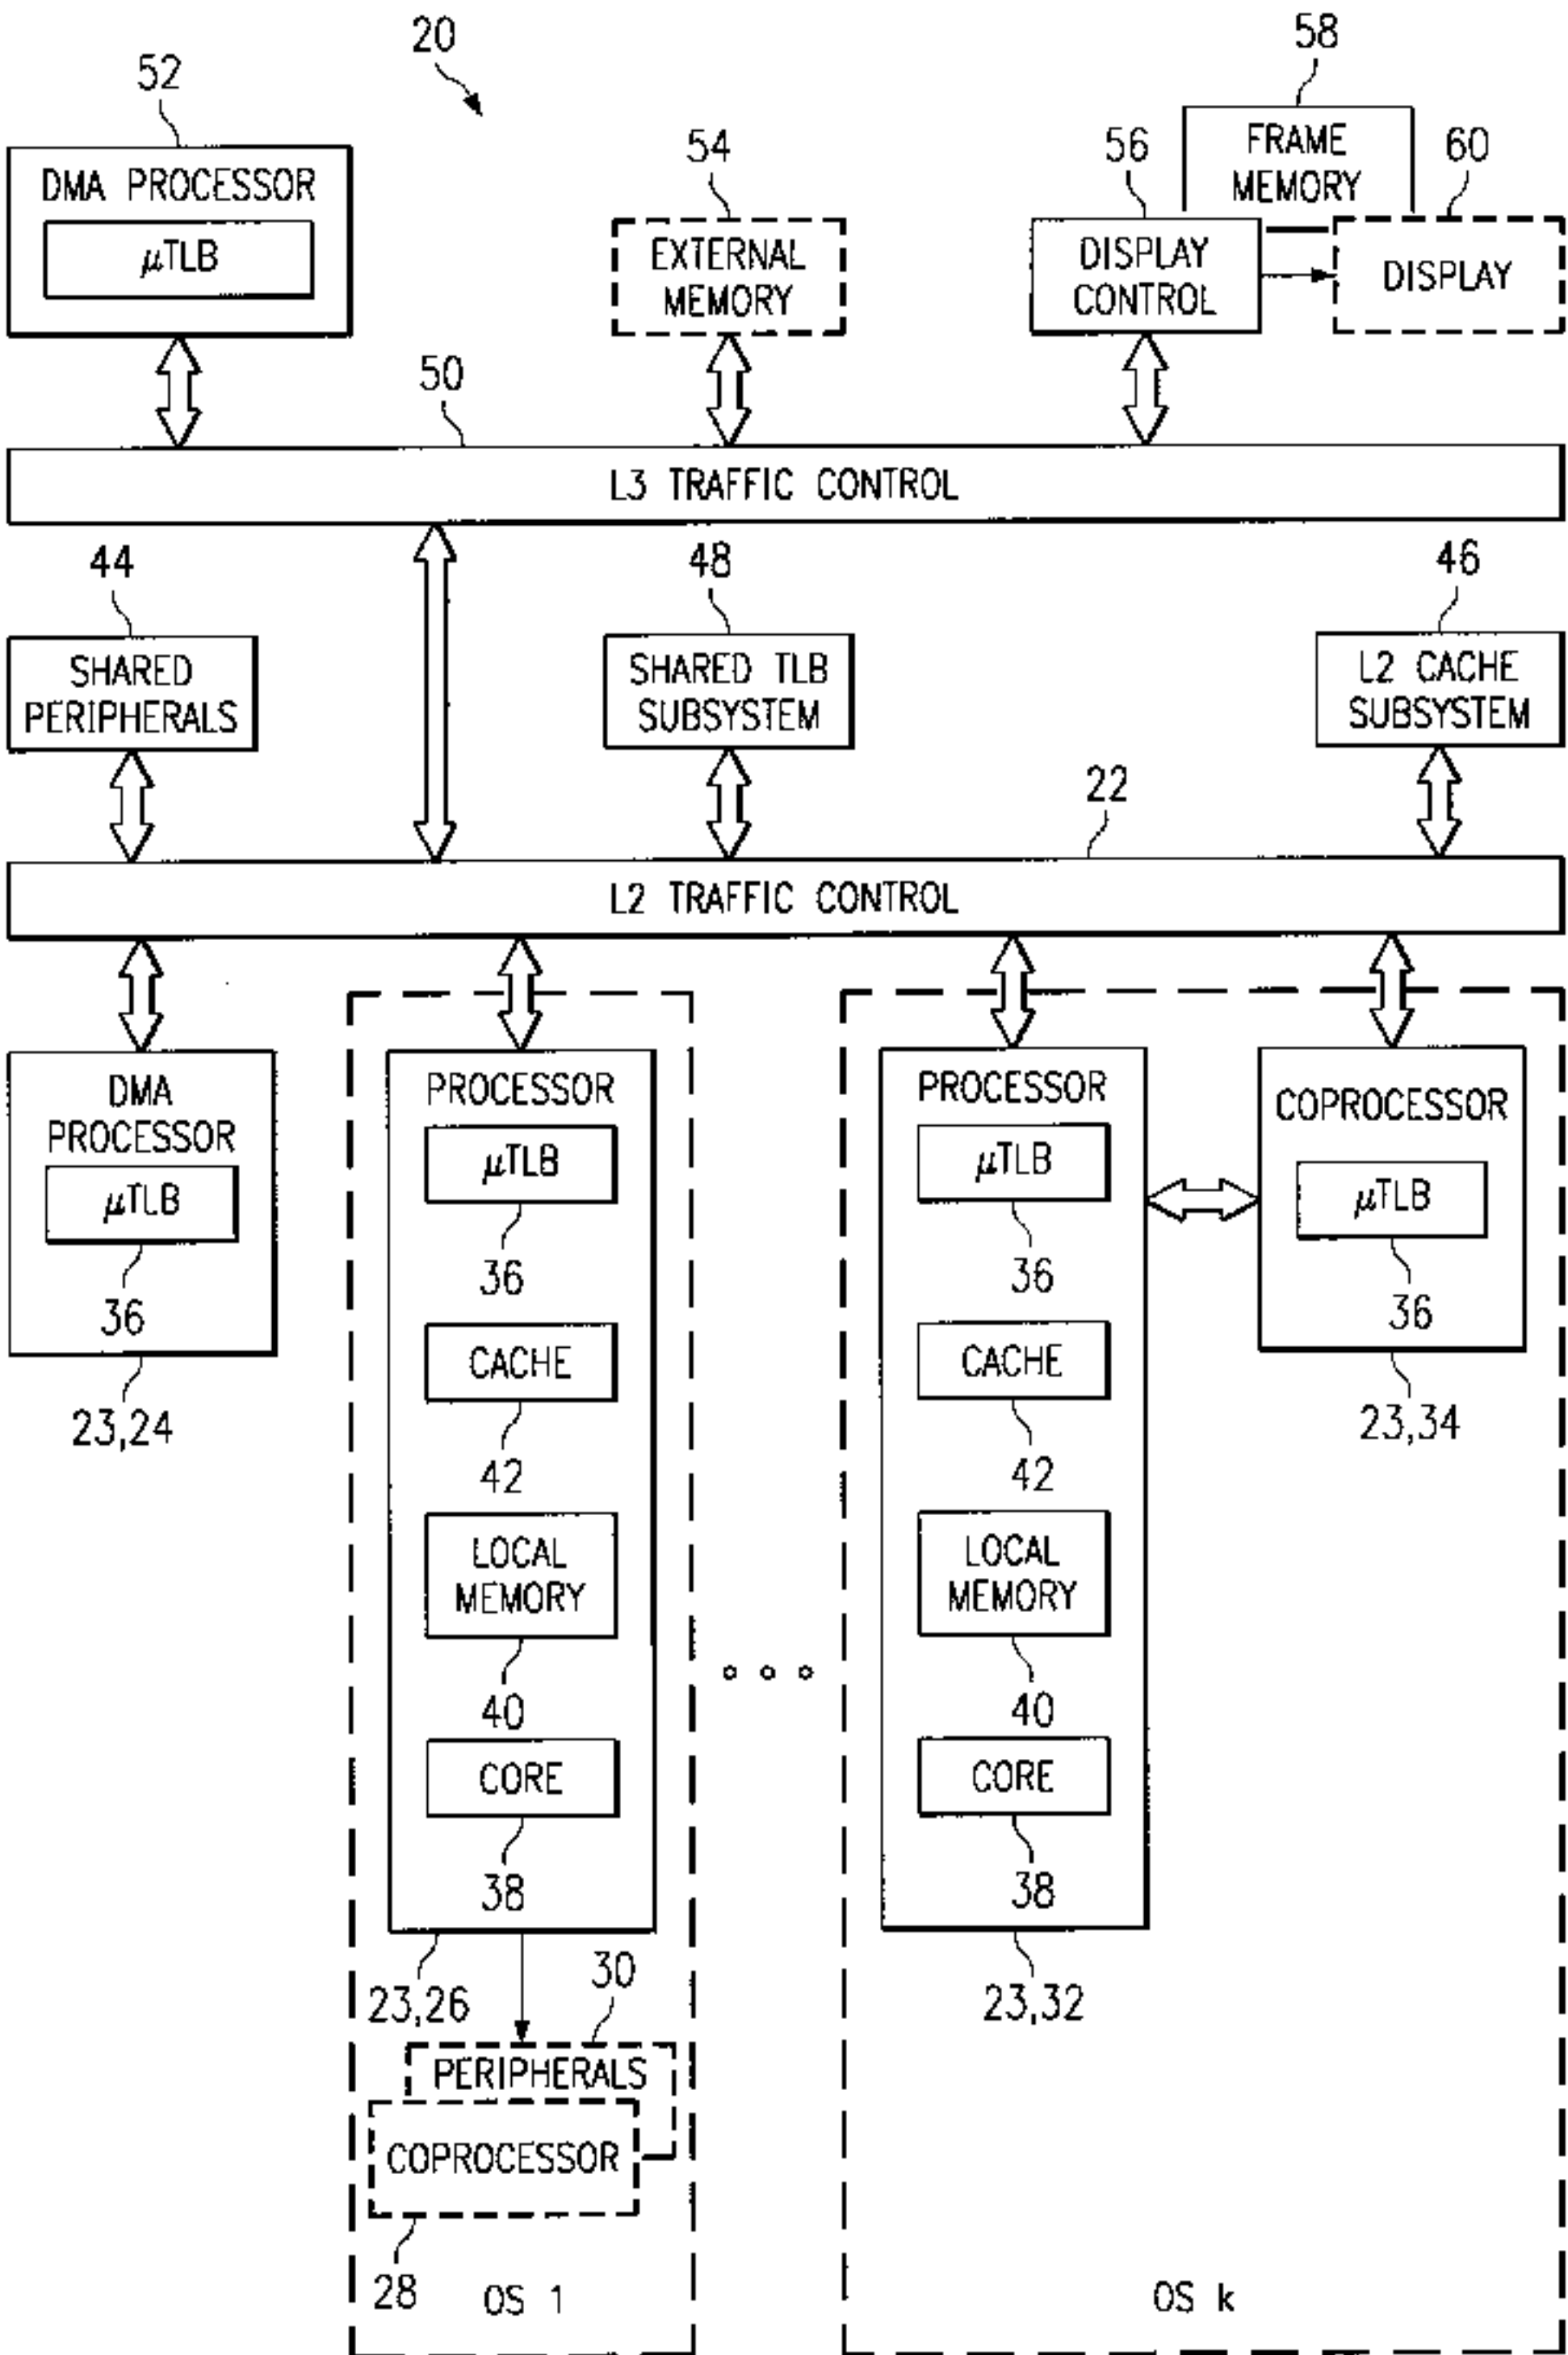 20
58
52
54
56
FRAME
MEMORY
60
DMA PROCESSOR
μTLB
EXTERNAL
MEMORY
DISPLAY
CONTROL
DISPLAY
50
L3 TRAFFIC CONTROL
44
48
46
SHARED
PERIPHERALS
SHARED TLB
SUBSYSTEM
L2 CACHE
SUBSYSTEM
22
L2 TRAFFIC CONTROL
DMA
PROCESSOR
μTLB
36
23,24
PROCESSOR
μTLB
36
CACHE
42
LOCAL
MEMORY
40
CORE
38
23,26
30
PERIPHERALS
COPROCESSOR
28
OS 1
PROCESSOR
μTLB
36
CACHE
42
LOCAL
MEMORY
40
CORE
38
23,32
COPROCESSOR
μTLB
36
23,34
OS k